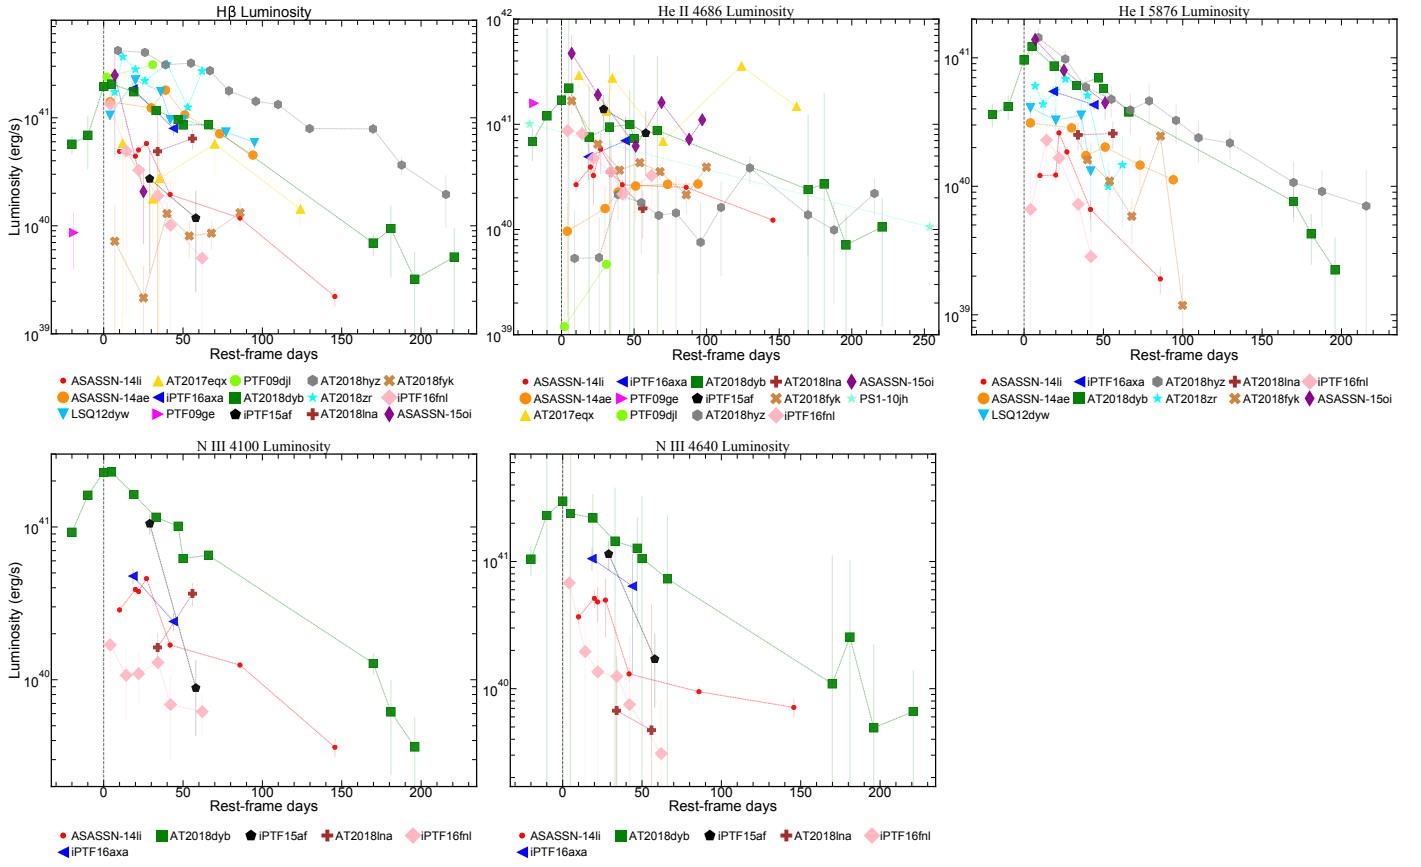 Hβ Luminosity
He II 4686 Luminosity
He I 5876 Luminosity
Luminosity (erg/s)
10^41
10^40
10^39
0 50 100 150 200
Rest-frame days
10^42
10^41
10^40
10^39
0 50 100 150 200 250
Rest-frame days
10^41
10^40
10^39
0 50 100 150 200
Rest-frame days
ASASSN-14li AT2017eqx PTF09djl AT2018hyz AT2018fyk
ASASSN-14ae iPTF16axa AT2018dyb AT2018zr iPTF16fnl
LSQ12dyw PTF09ge iPTF15af AT2018lna ASASSN-15oi
ASASSN-14li iPTF16axa AT2018dyb AT2018lna ASASSN-15oi
ASASSN-14ae PTF09ge iPTF15af AT2018fyk PS1-10jh
AT2017eqx PTF09djl AT2018hyz iPTF16fnl
ASASSN-14li iPTF16axa AT2018hyz AT2018lna iPTF16fnl
ASASSN-14ae AT2018dyb AT2018zr AT2018fyk ASASSN-15oi
LSQ12dyw
N III 4100 Luminosity
N III 4640 Luminosity
Luminosity (erg/s)
10^41
10^40
0 50 100 150 200
Rest-frame days
10^41
10^40
0 50 100 150 200
Rest-frame days
ASASSN-14li AT2018dyb iPTF15af AT2018lna iPTF16fnl
iPTF16axa
ASASSN-14li AT2018dyb iPTF15af AT2018lna iPTF16fnl
iPTF16axa